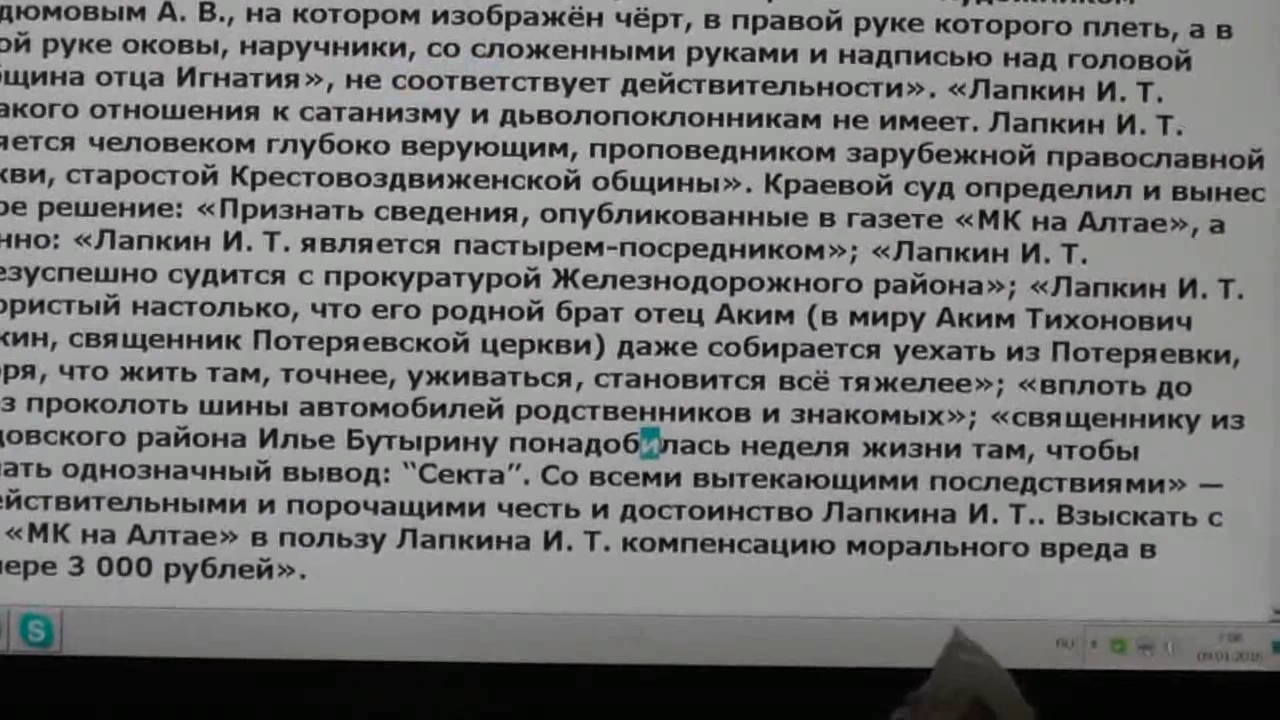 дюмовым А. В., на котором изображён чёрт, в правой руке которого плеть, а в
ой руке оковы, наручники, со сложенными руками и надписью над головой
бщина отца Игнатия», не соответствует действительности». «Лапкин И. Т.
акого отношения к сатанизму и дьволопоклонникам не имеет. Лапкин И. Т.
яется человеком глубоко верующим, проповедником зарубежной православной
кви, старостой Крестовоздвиженской общины». Краевой суд определил и вынес
ое решение: «Признать сведения, опубликованные в газете «МК на Алтае», а
нно: «Лапкин И. Т. является пастырем-посредником»; «Лапкин И. Т.
езуспешно судится с прокуратурой Железнодорожного района»; «Лапкин И. Т.
ористый настолько, что его родной брат отец Аким (в миру Аким Тихонович
кин, священник Потеряевской церкви) даже собирается уехать из Потеряевки,
оря, что жить там, точнее, уживаться, становится всё тяжелее»; «вплоть до
з проколоть шины автомобилей родственников и знакомых»; «священнику из
довского района Илье Бутырину понадобилась неделя жизни там, чтобы
лать однозначный вывод: “Секта”. Со всеми вытекающими последствиями» —
ействительными и порочащими честь и достоинство Лапкина И. Т.. Взыскать с
«МК на Алтае» в пользу Лапкина И. Т. компенсацию морального вреда в
мере 3 000 рублей».
S
RU